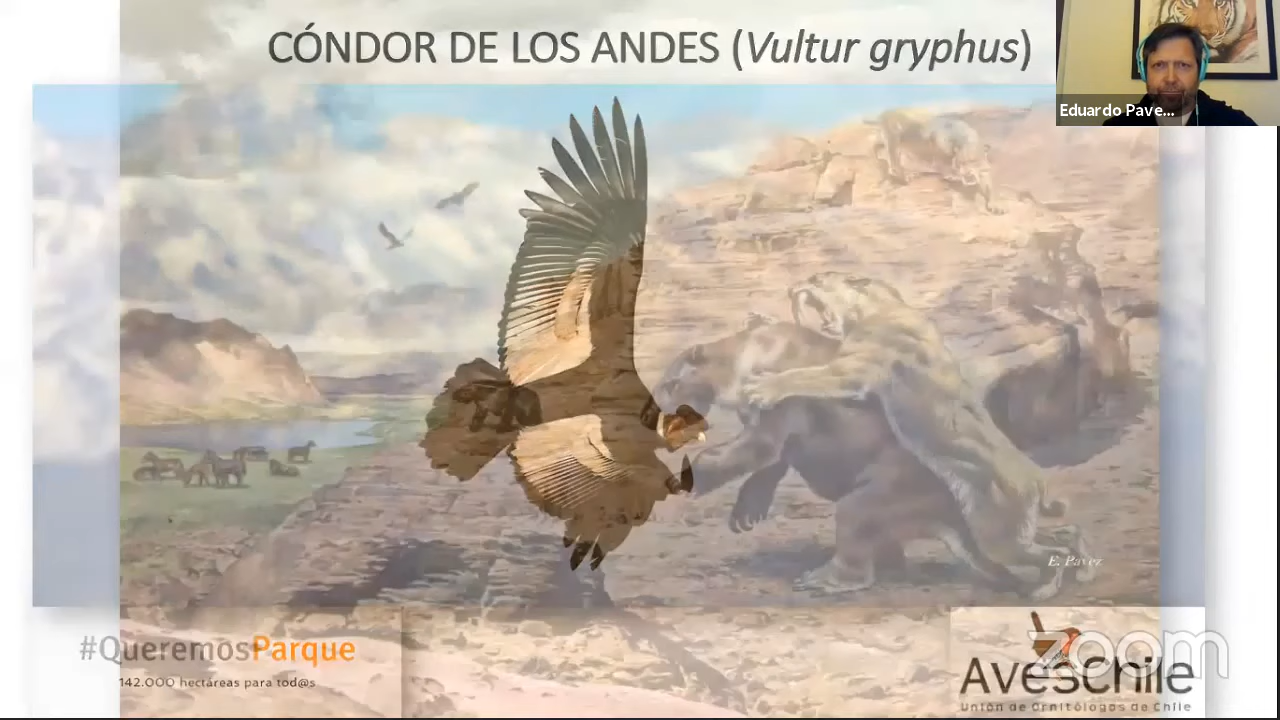 CÓNDOR DE LOS ANDES (Vultur gryphus)
Eduardo Pave...
E. Pavez
#QueremosParque
142.000 hectáreas para tod@s
zoom
AvesChile
Unión de Ornitólogos de Chile